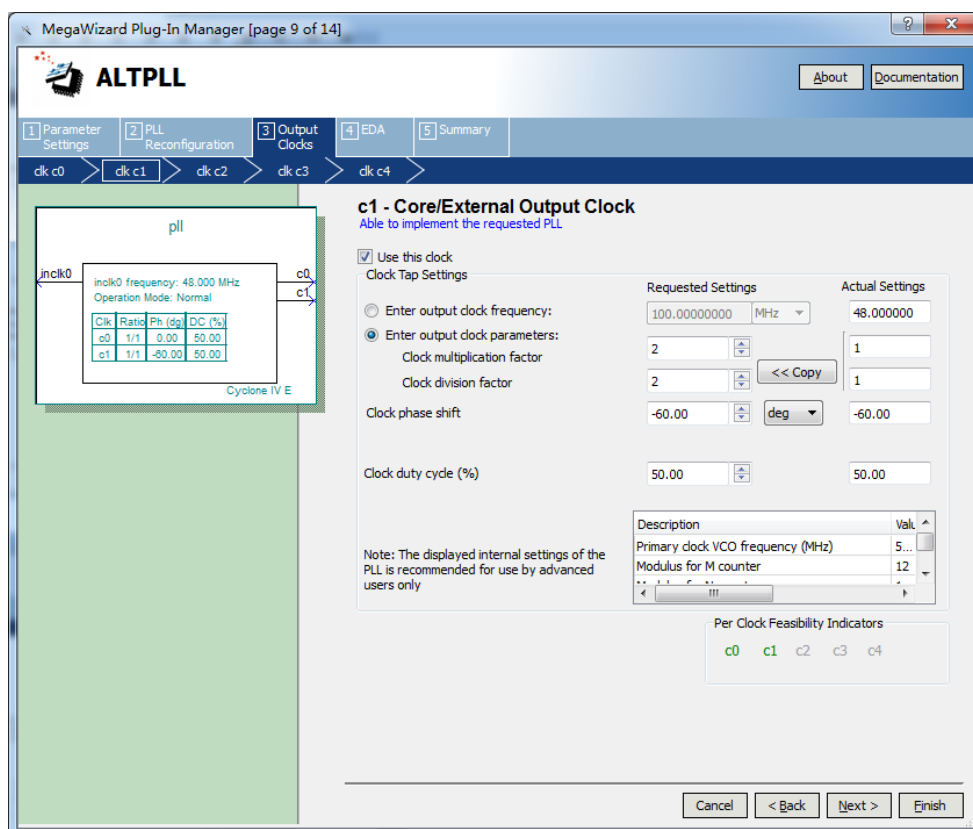 MegaWizard Plug-In Manager [page 9 of 14]
ALTPLL
About
Documentation
1 Parameter Settings
2 PLL Reconfiguration
3 Output Clocks
4 EDA
5 Summary
clk c0
clk c1
clk c2
clk c3
clk c4
pll
inclk0
c0
c1
inclk0 frequency: 48.000 MHz
Operation Mode: Normal
Clk Ratio Ph (dg) DC (%)
c0 1/1 0.00 50.00
c1 1/1 -60.00 50.00
Cyclone IV E
c1 - Core/External Output Clock
Able to implement the requested PLL
Use this clock
Clock Tap Settings
Requested Settings
Actual Settings
Enter output clock frequency:
100.00000000
MHz
48.000000
Enter output clock parameters:
Clock multiplication factor
2
1
<< Copy
Clock division factor
2
1
Clock phase shift
-60.00
deg
-60.00
Clock duty cycle (%)
50.00
50.00
Note: The displayed internal settings of the
PLL is recommended for use by advanced
users only
Description
Primary clock VCO frequency (MHz) 5...
Modulus for M counter 12
Per Clock Feasibility Indicators
c0 c1 c2 c3 c4
Cancel
< Back
Next >
Finish